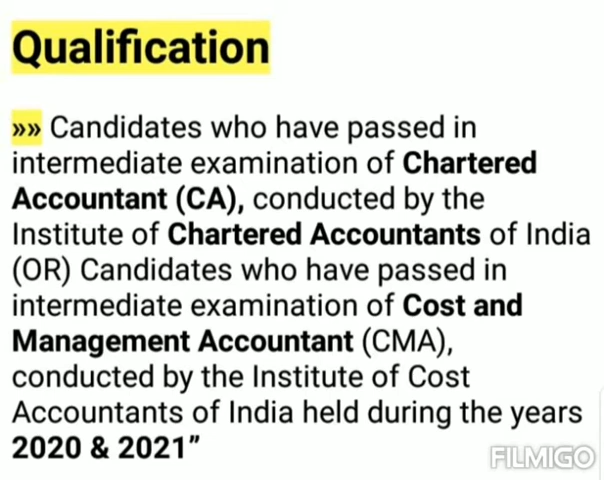 Qualification
»» Candidates who have passed in
intermediate examination of Chartered
Accountant (CA), conducted by the
Institute of Chartered Accountants of India
(OR) Candidates who have passed in
intermediate examination of Cost and
Management Accountant (CMA),
conducted by the Institute of Cost
Accountants of India held during the years
2020 & 2021”
FILMIGO